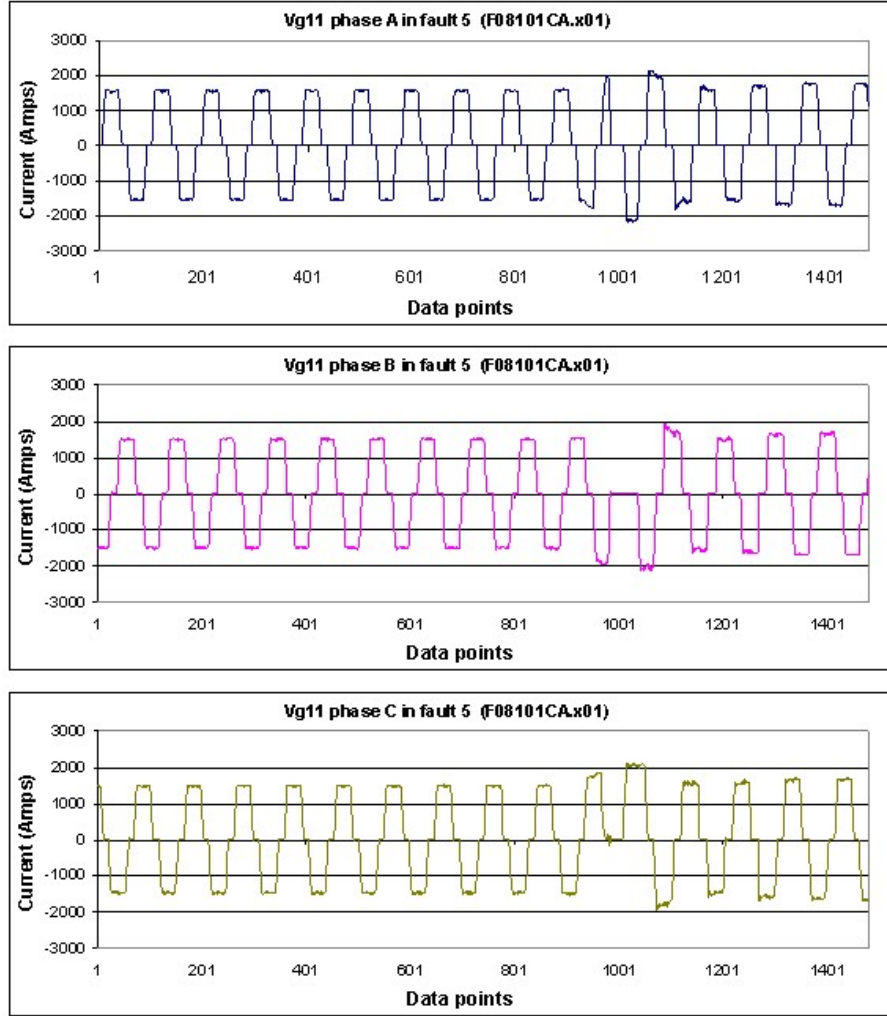 Vg11 phase A in fault 5 (F08101CA.x01)
Current (Amps)
3000
2000
1000
0
-1000
-2000
-3000
1 201 401 601 801 1001 1201 1401
Data points
Vg11 phase B in fault 5 (F08101CA.x01)
Current (Amps)
3000
2000
1000
0
-1000
-2000
-3000
1 201 401 601 801 1001 1201 1401
Data points
Vg11 phase C in fault 5 (F08101CA.x01)
Current (Amps)
3000
2000
1000
0
-1000
-2000
-3000
1 201 401 601 801 1001 1201 1401
Data points